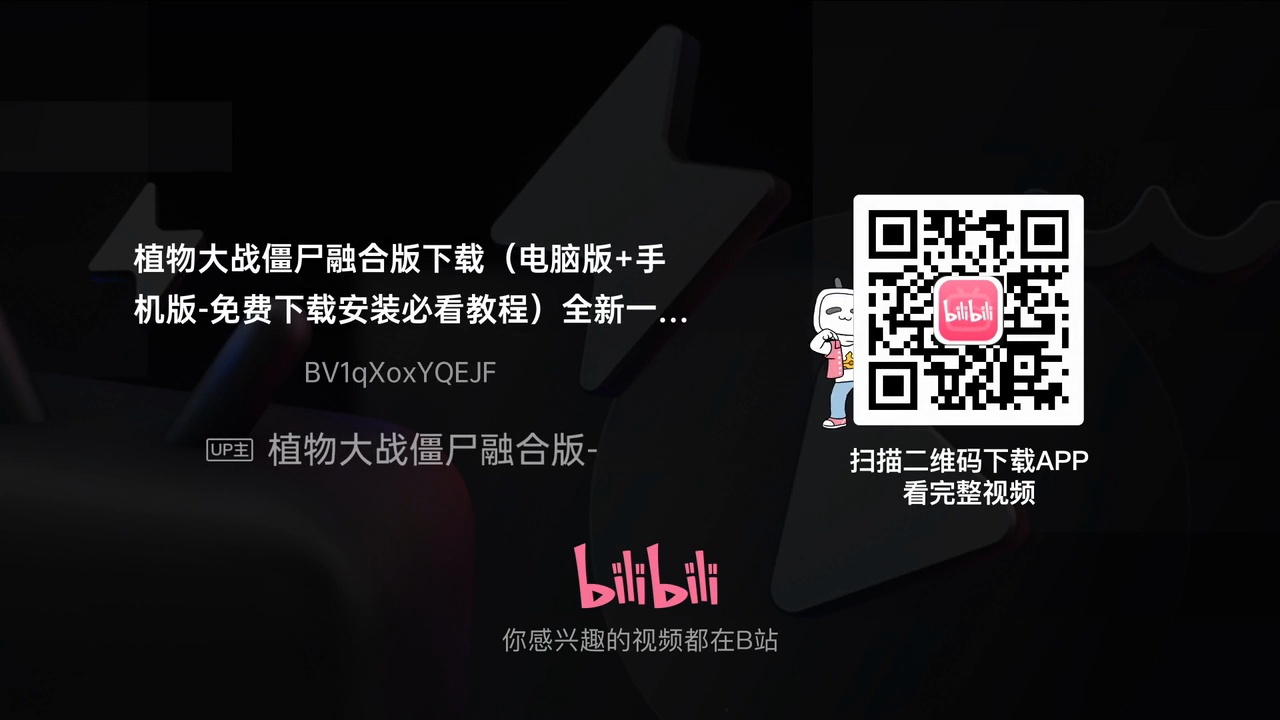 植物大战僵尸融合版下载（电脑版+手
机版-免费下载安装必看教程）全新一...
BV1qXoxYQEJF
UP主 植物大战僵尸融合版-
bilibili
扫描二维码下载APP
看完整视频
bilibili
你感兴趣的视频都在B站